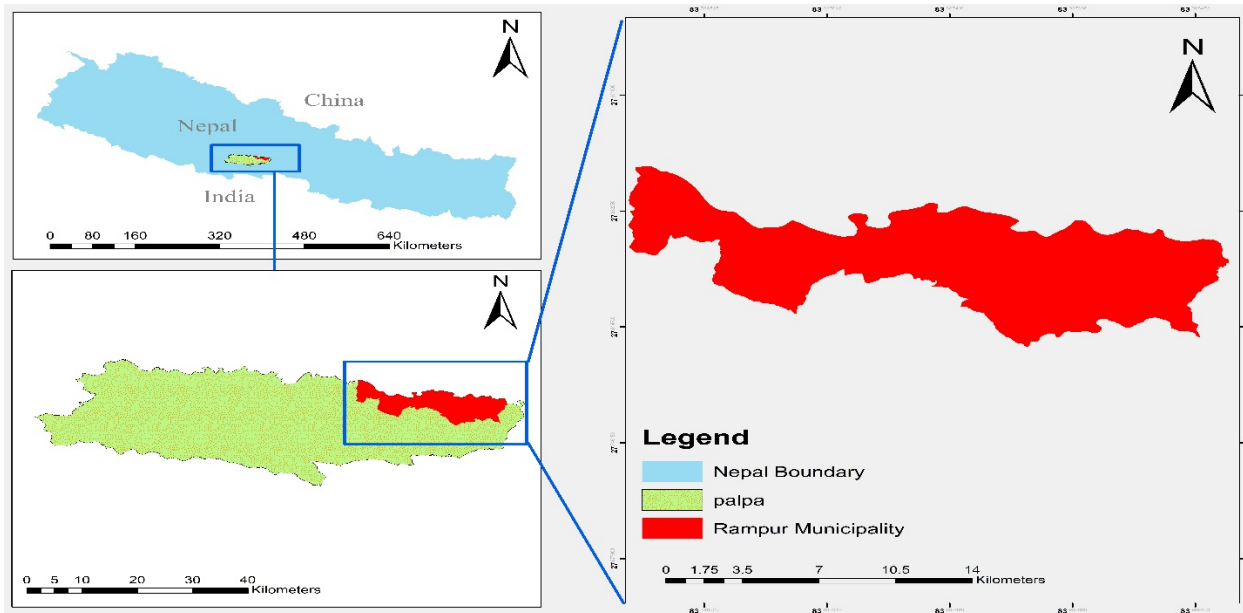 N
China
Nepal
India
0 80 160 320 480 640
Kilometers
N
0 5 10 20 30 40
Kilometers
N
Legend
Nepal Boundary
palpa
Rampur Municipality
0 1.75 3.5 7 10.5 14
Kilometers